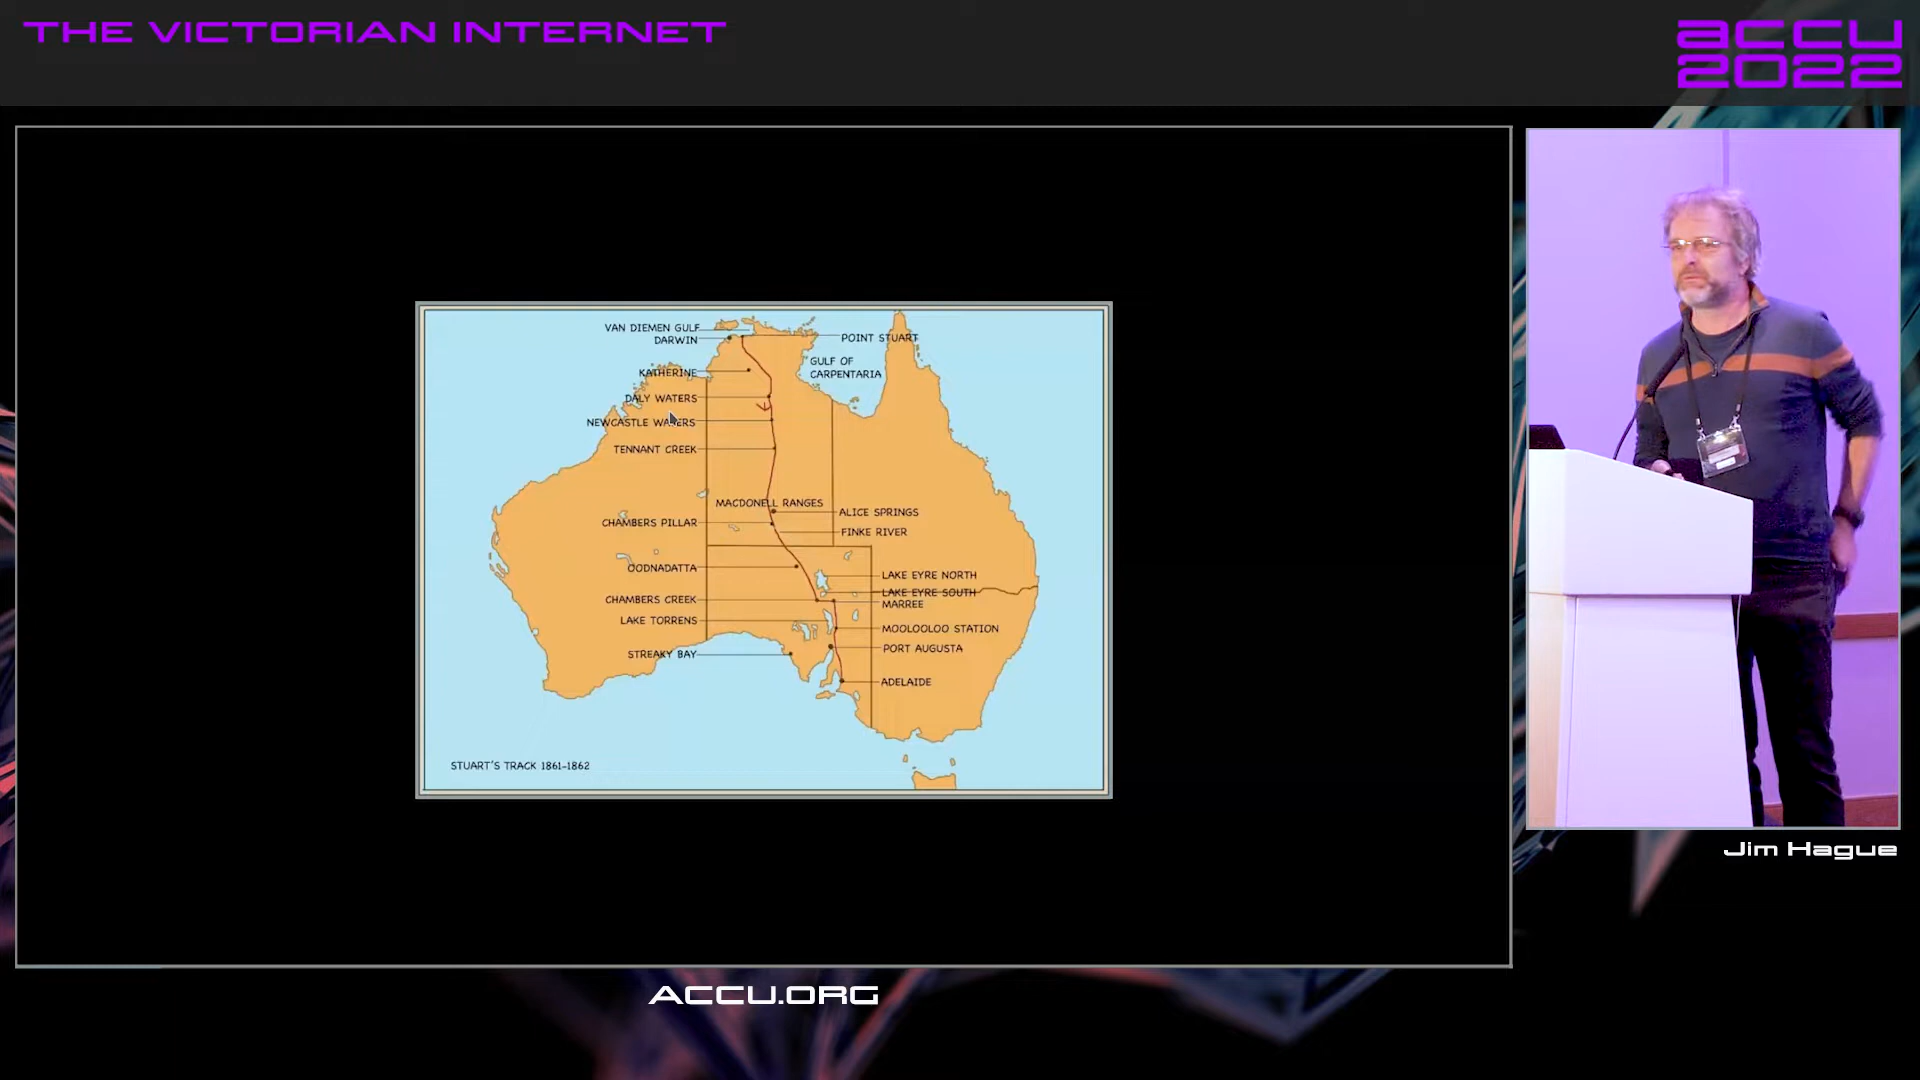 THE VICTORIAN INTERNET
accu
2022
VAN DIEMEN GULF
DARWIN
POINT STUART
GULF OF
CARPENTARIA
KATHERINE
DALY WATERS
NEWCASTLE WATERS
TENNANT CREEK
MACDONELL RANGES
ALICE SPRINGS
CHAMBERS PILLAR
FINKE RIVER
OODNADATTA
LAKE EYRE NORTH
LAKE EYRE SOUTH
CHAMBERS CREEK
MARREE
LAKE TORRENS
MOOLOOLOO STATION
PORT AUGUSTA
STREAKY BAY
ADELAIDE
STUART'S TRACK 1861-1862
Jim Hague
ACCU.ORG